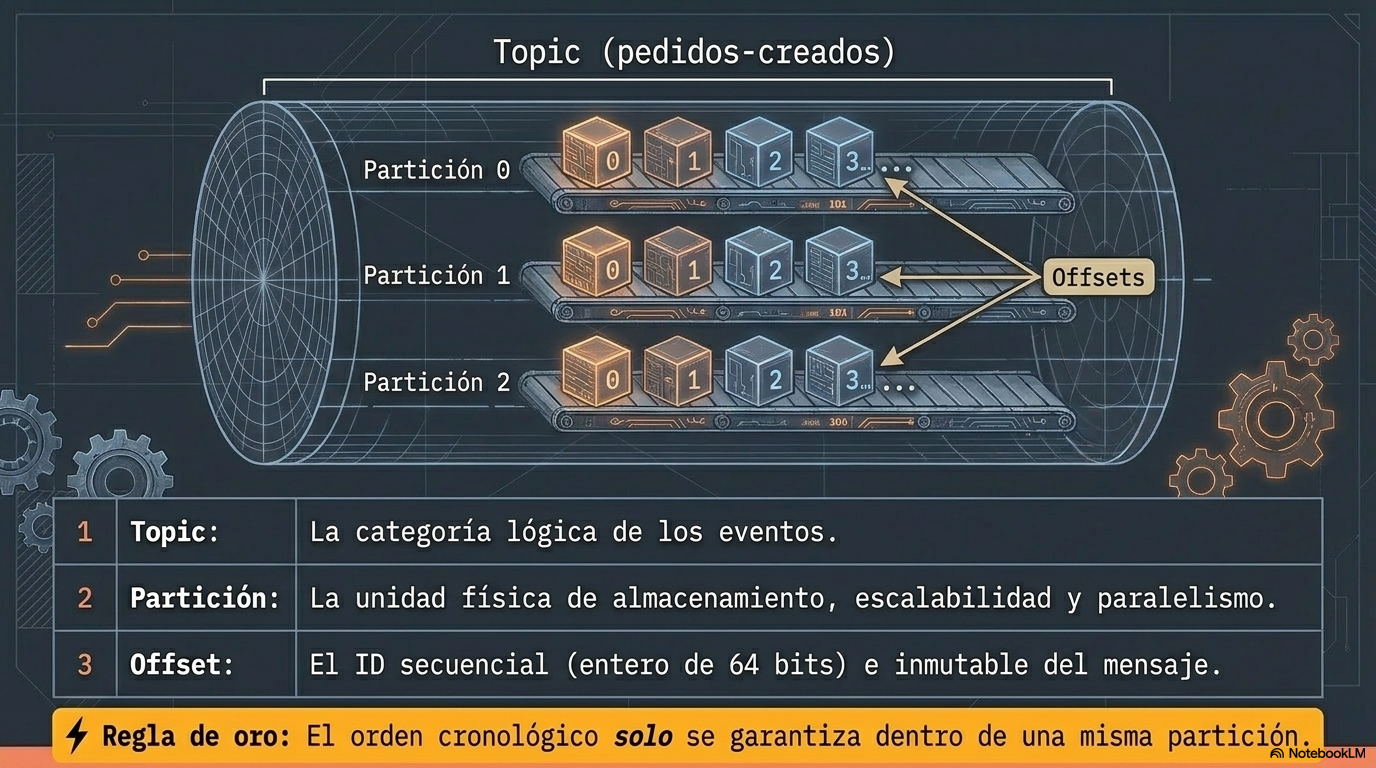 Topic (pedidos-creados)
Partición 0
0 1 2 3...
101
Partición 1
0 1 2 3...
101
Offsets
Partición 2
0 1 2 3...
300
1 Topic: La categoría lógica de los eventos.
2 Partición: La unidad física de almacenamiento, escalabilidad y paralelismo.
3 Offset: El ID secuencial (entero de 64 bits) e inmutable del mensaje.
Regla de oro: El orden cronológico solo se garantiza dentro de una misma partición.
NotebookLM